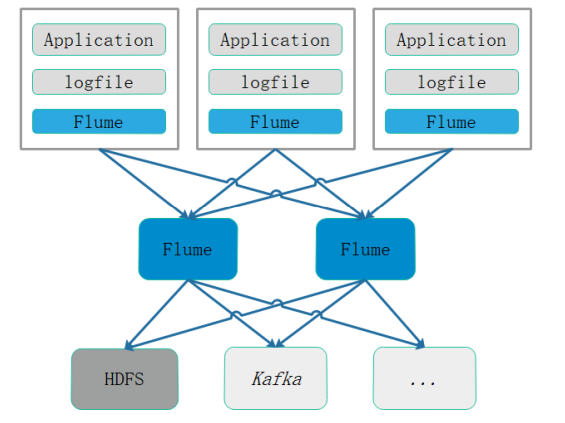 Application
Application
Application
logfile
logfile
logfile
Flume
Flume
Flume
Flume
Flume
HDFS
Kafka
...